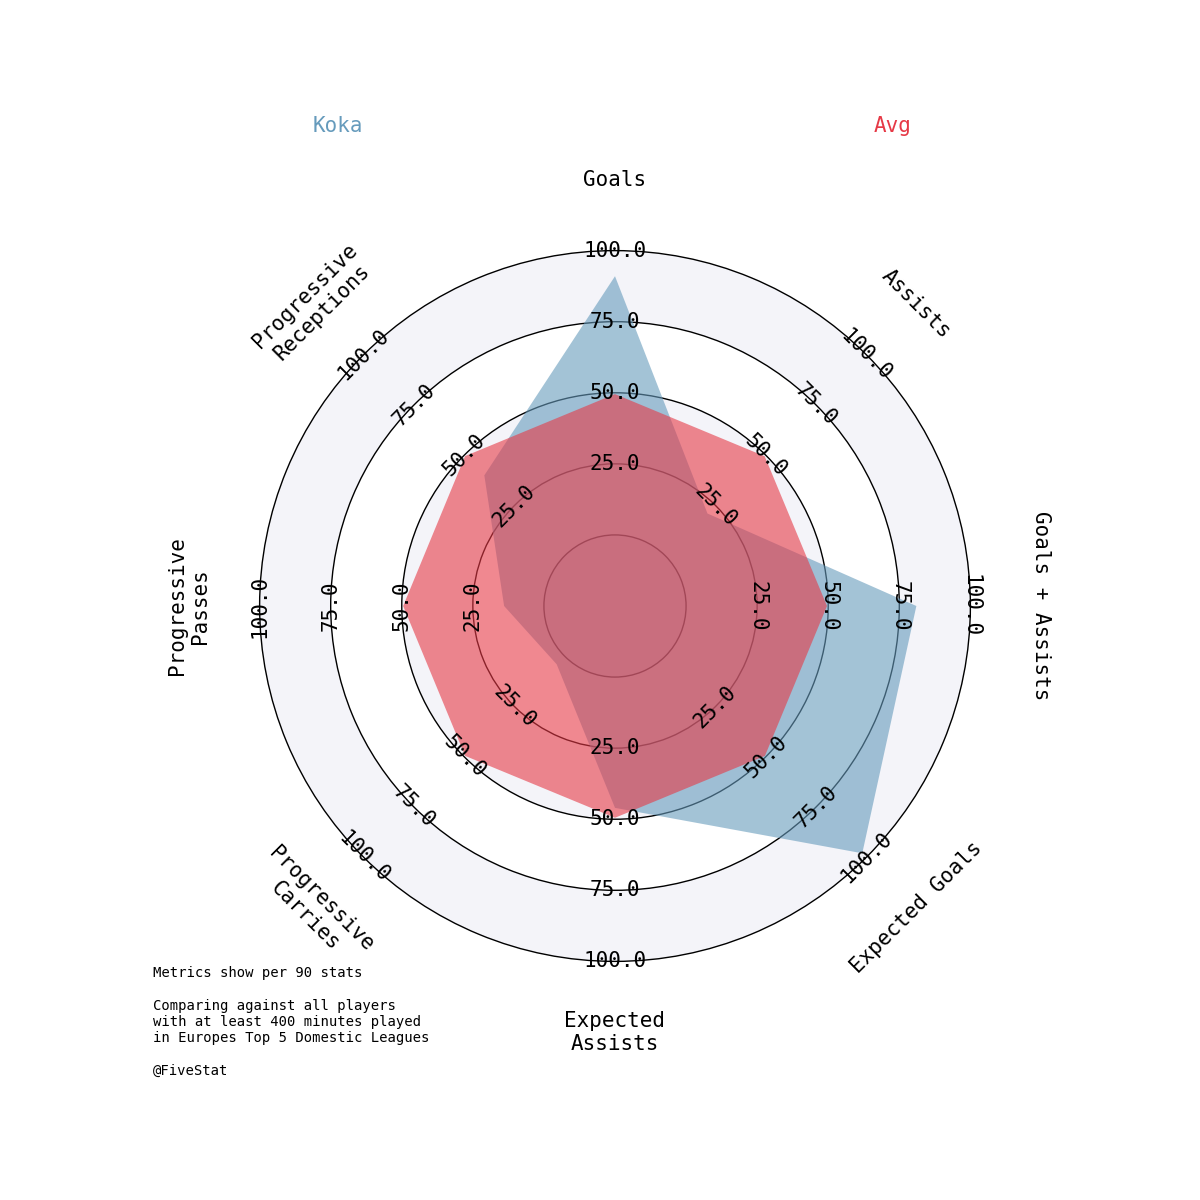 Koka
Avg
Goals
Assists
Goals + Assists
Expected Goals
Expected
Assists
Progressive
Carries
Progressive
Passes
Progressive
Receptions
25.0
50.0
75.0
100.0
25.0
50.0
75.0
100.0
25.0
50.0
75.0
100.0
25.0
50.0
75.0
100.0
25.0
50.0
75.0
100.0
25.0
50.0
75.0
100.0
25.0
50.0
75.0
100.0
25.0
50.0
75.0
100.0
Metrics show per 90 stats
Comparing against all players
with at least 400 minutes played
in Europes Top 5 Domestic Leagues
@FiveStat